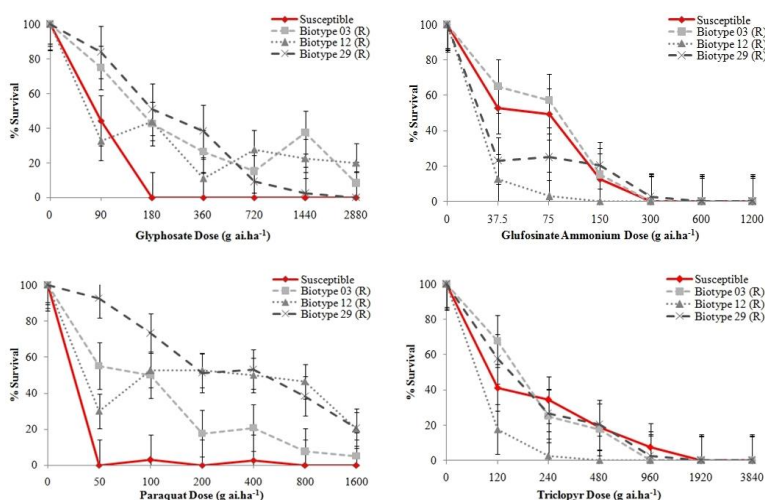 Susceptible
Biotype 03 (R)
Biotype 12 (R)
Biotype 29 (R)
% Survival
100
80
60
40
20
0
0 90 180 360 720 1440 2880
Glyphosate Dose (g ai.ha-1)
Susceptible
Biotype 03 (R)
Biotype 12 (R)
Biotype 29 (R)
% Survival
100
80
60
40
20
0
0 37.5 75 150 300 600 1200
Glufosinate Ammonium Dose (g ai.ha-1)
Susceptible
Biotype 03 (R)
Biotype 12 (R)
Biotype 29 (R)
% Survival
100
80
60
40
20
0
0 50 100 200 400 800 1600
Paraquat Dose (g ai.ha-1)
Susceptible
Biotype 03 (R)
Biotype 12 (R)
Biotype 29 (R)
% Survival
100
80
60
40
20
0
0 120 240 480 960 1920 3840
Triclopyr Dose (g ai.ha-1)